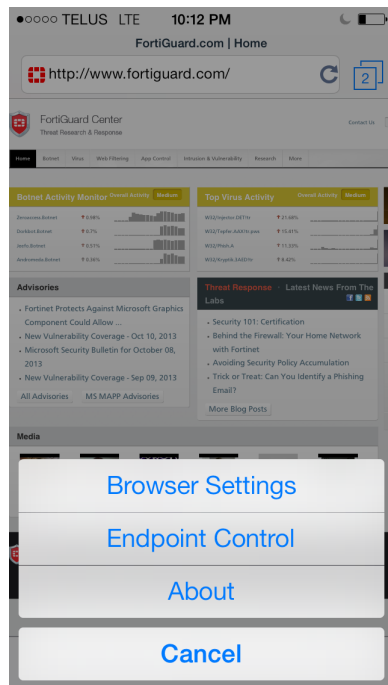 TELUS LTE 10:12 PM
FortiGuard.com | Home
http://www.fortiguard.com/
2
FortiGuard Center
Threat Research & Response
Contact Us
Home Botnet Virus Web Filtering App Control Intrusion & Vulnerability Research More
Botnet Activity Monitor Overall Activity Medium
Top Virus Activity Overall Activity Medium
Zeroaccess.Botnet
Andromeda.Botnet
Advisories
Threat Response - Latest News From The
Labs
• Fortinet Protects Against Microsoft Graphics
Component Could Allow ...
• New Vulnerability Coverage - Oct 10, 2013
• Microsoft Security Bulletin for October 08,
2013
• New Vulnerability Coverage - Sep 09, 2013
All Advisories MS MAPP Advisories
• Security 101: Certification
• Behind the Firewall: Your Home Network
with Fortinet
• Avoiding Security Policy Accumulation
• Trick or Treat: Can You Identify a Phishing
Email?
More Blog Posts
Media
Browser Settings
Endpoint Control
About
Cancel